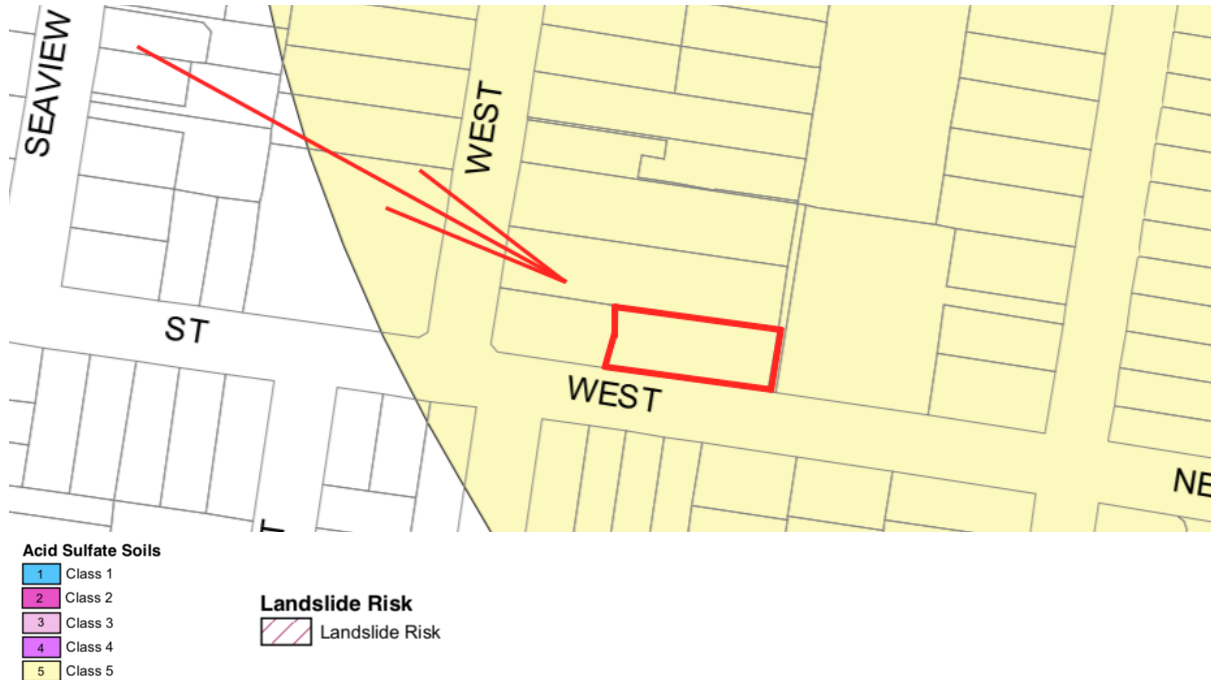 SEAVIEW
WEST
ST
WEST
NE
T
Acid Sulfate Soils
1 Class 1
2 Class 2
3 Class 3
4 Class 4
5 Class 5
Landslide Risk
Landslide Risk